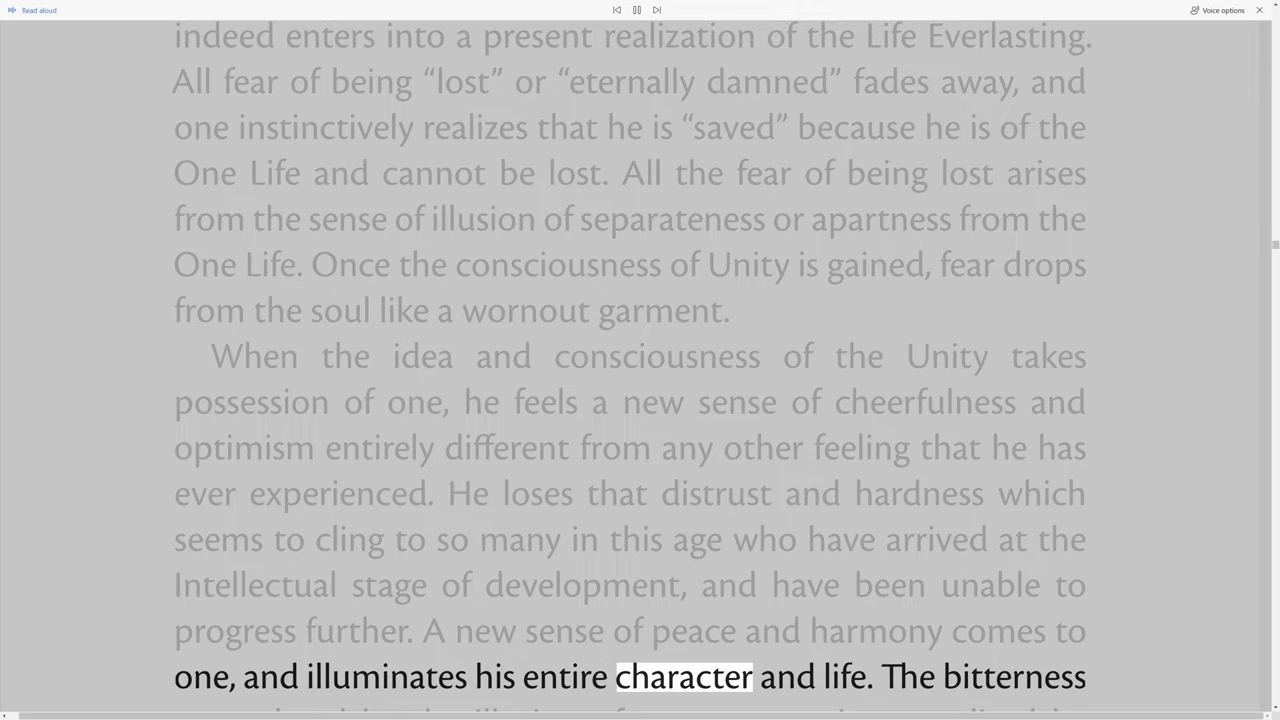 Read aloud
Voice options
indeed enters into a present realization of the Life Everlasting.
All fear of being “lost” or “eternally damned” fades away, and
one instinctively realizes that he is “saved” because he is of the
One Life and cannot be lost. All the fear of being lost arises
from the sense of illusion of separateness or apartness from the
One Life. Once the consciousness of Unity is gained, fear drops
from the soul like a wornout garment.
When the idea and consciousness of the Unity takes
possession of one, he feels a new sense of cheerfulness and
optimism entirely different from any other feeling that he has
ever experienced. He loses that distrust and hardness which
seems to cling to so many in this age who have arrived at the
Intellectual stage of development, and have been unable to
progress further. A new sense of peace and harmony comes to
one, and illuminates his entire character and life. The bitterness